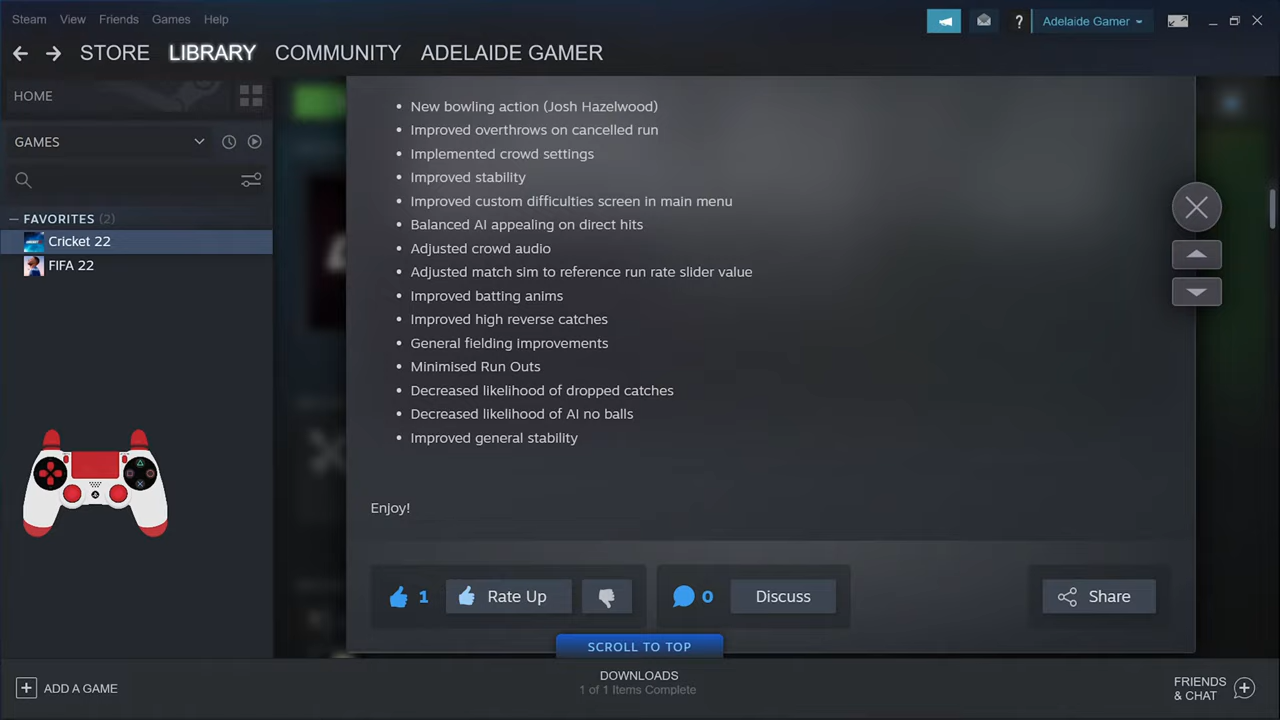 Steam View Friends Games Help
? Adelaide Gamer
STORE LIBRARY COMMUNITY ADELAIDE GAMER
HOME
GAMES
FAVORITES (2)
Cricket 22
FIFA 22
• New bowling action (Josh Hazelwood)
• Improved overthrows on cancelled run
• Implemented crowd settings
• Improved stability
• Improved custom difficulties screen in main menu
• Balanced AI appealing on direct hits
• Adjusted crowd audio
• Adjusted match sim to reference run rate slider value
• Improved batting anims
• Improved high reverse catches
• General fielding improvements
• Minimised Run Outs
• Decreased likelihood of dropped catches
• Decreased likelihood of AI no balls
• Improved general stability
Enjoy!
1 Rate Up 0 Discuss Share
SCROLL TO TOP
ADD A GAME
DOWNLOADS
1 of 1 Items Complete
FRIENDS
& CHAT